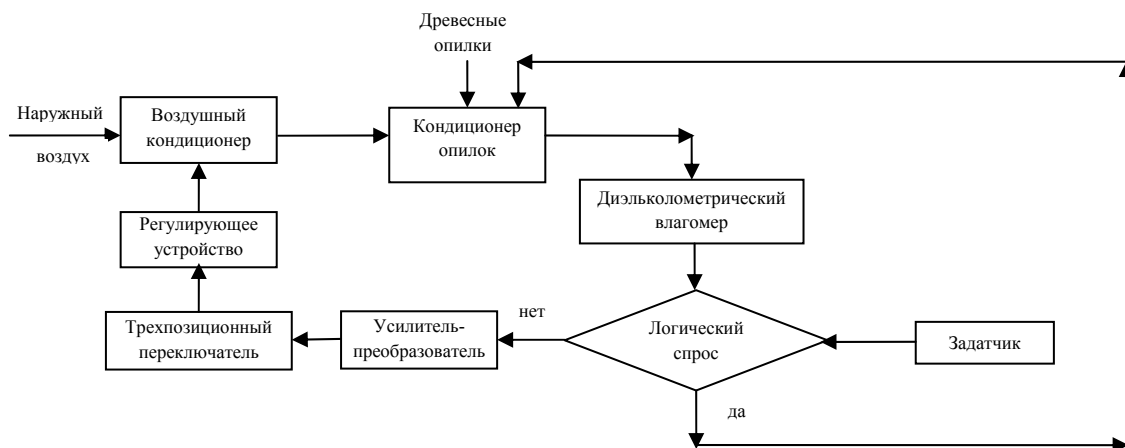 Древесные
опилки
Наружный
воздух
Воздушный
кондиционер
Кондиционер
опилок
Диэльколометрический
влагомер
Регулирующее
устройство
Трехпозиционный
переключатель
Усилитель-
преобразователь
нет
Логический
спрос
Задатчик
да